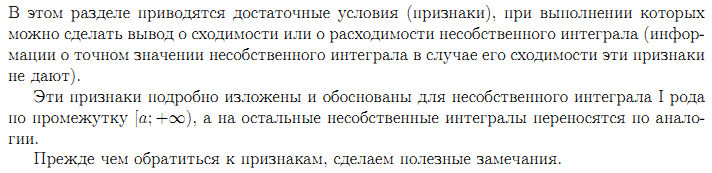 В этом разделе приводятся достаточные условия (признаки), при выполнении которых
можно сделать вывод о сходимости или о расходимости несобственного интеграла (инфор-
мации о точном значении несобственного интеграла в случае его сходимости эти признаки
не дают).
Эти признаки подробно изложены и обоснованы для несобственного интеграла I рода
по промежутку [a; +∞), а на остальные несобственные интегралы переносятся по анало-
гии.
Прежде чем обратиться к признакам, сделаем полезные замечания.